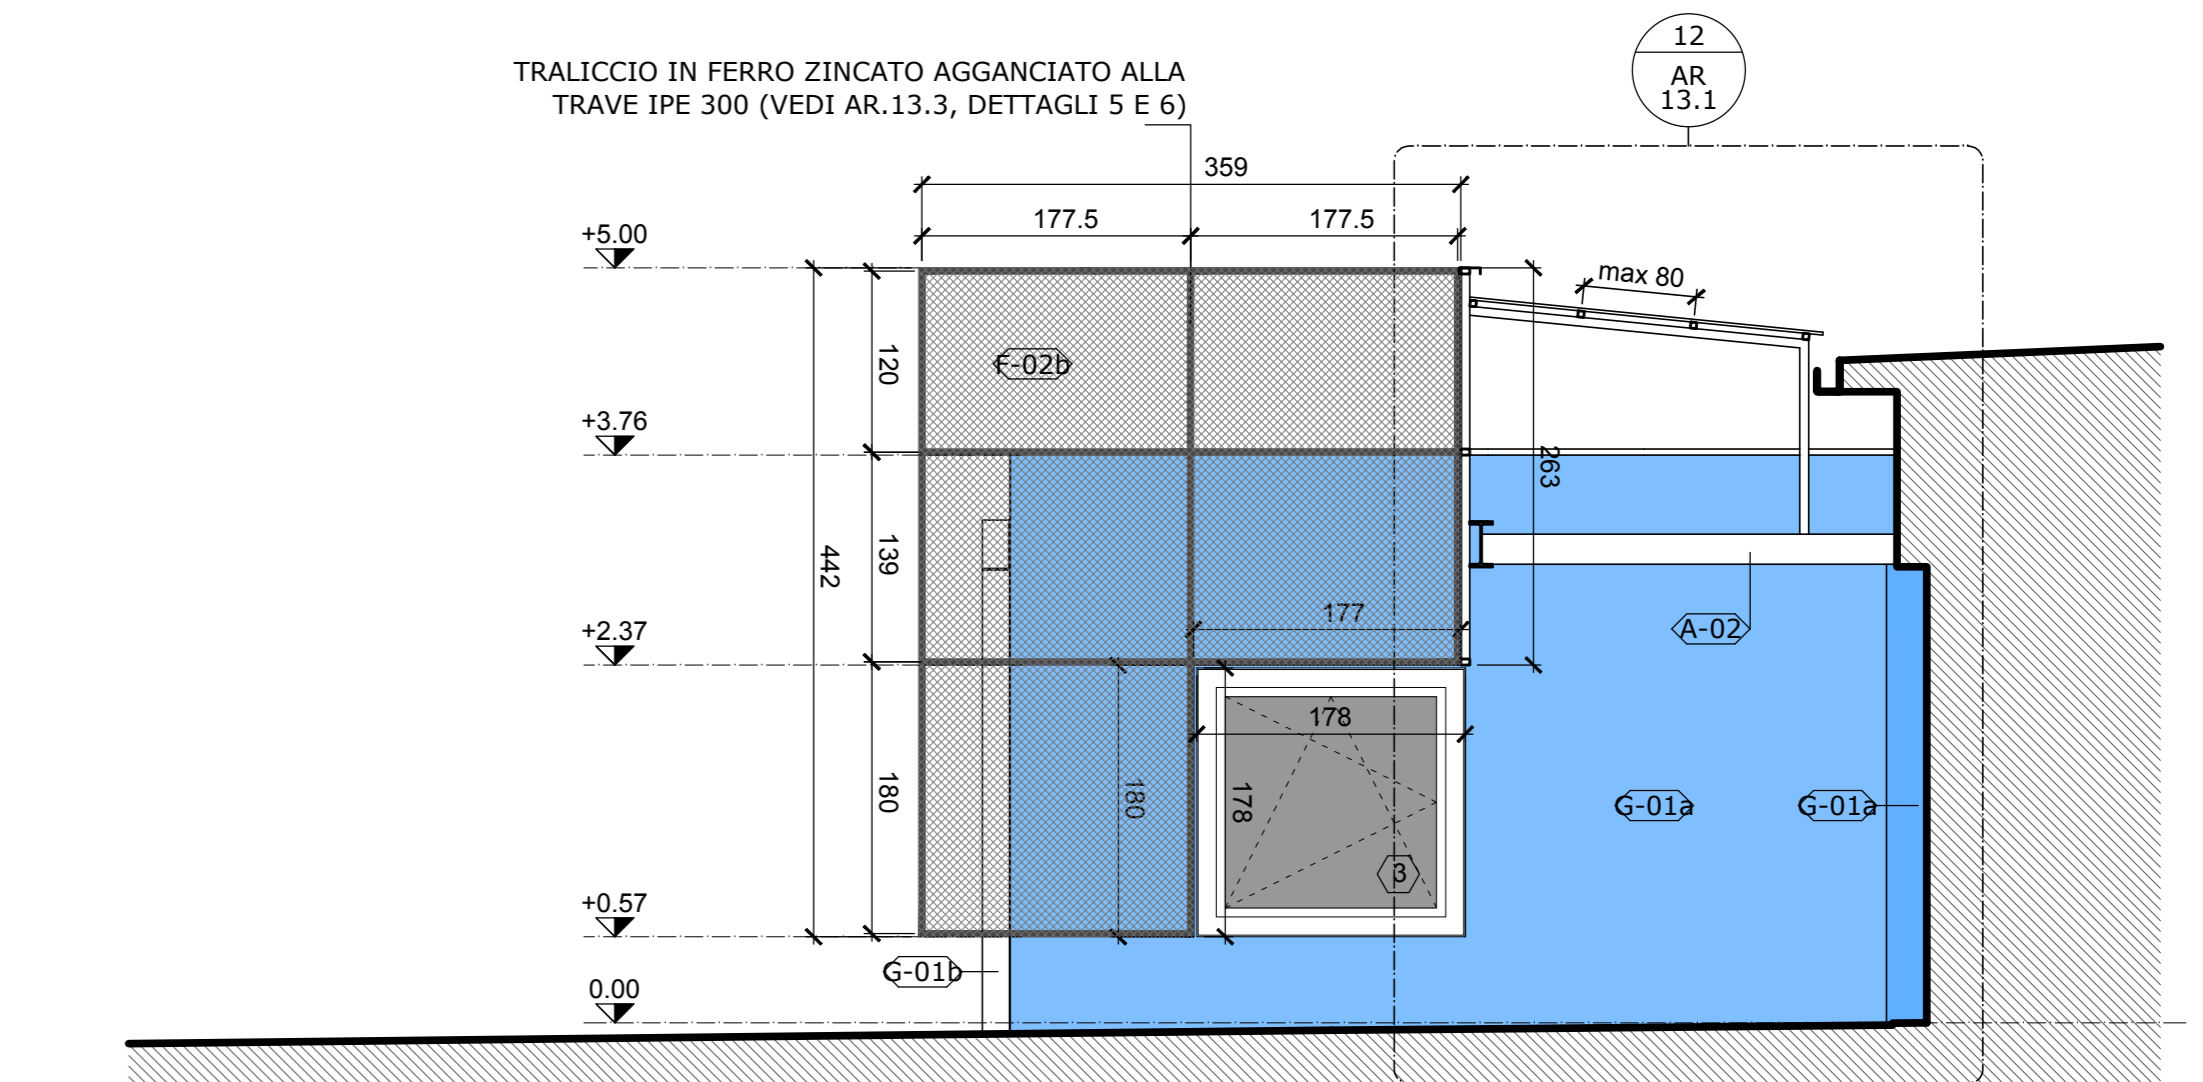 12
AR
13.1
TRALICCIO IN FERRO ZINCATO AGGANCIATO ALLA
TRAVE IPE 300 (VEDI AR.13.3, DETTAGLI 5 E 6)
359
177.5
177.5
+5.00
max 80
120
F-02b
+3.76
263
139
442
177
+2.37
A-02
178
180
180
178
G-01a
G-01a
3
+0.57
G-01b
0.00